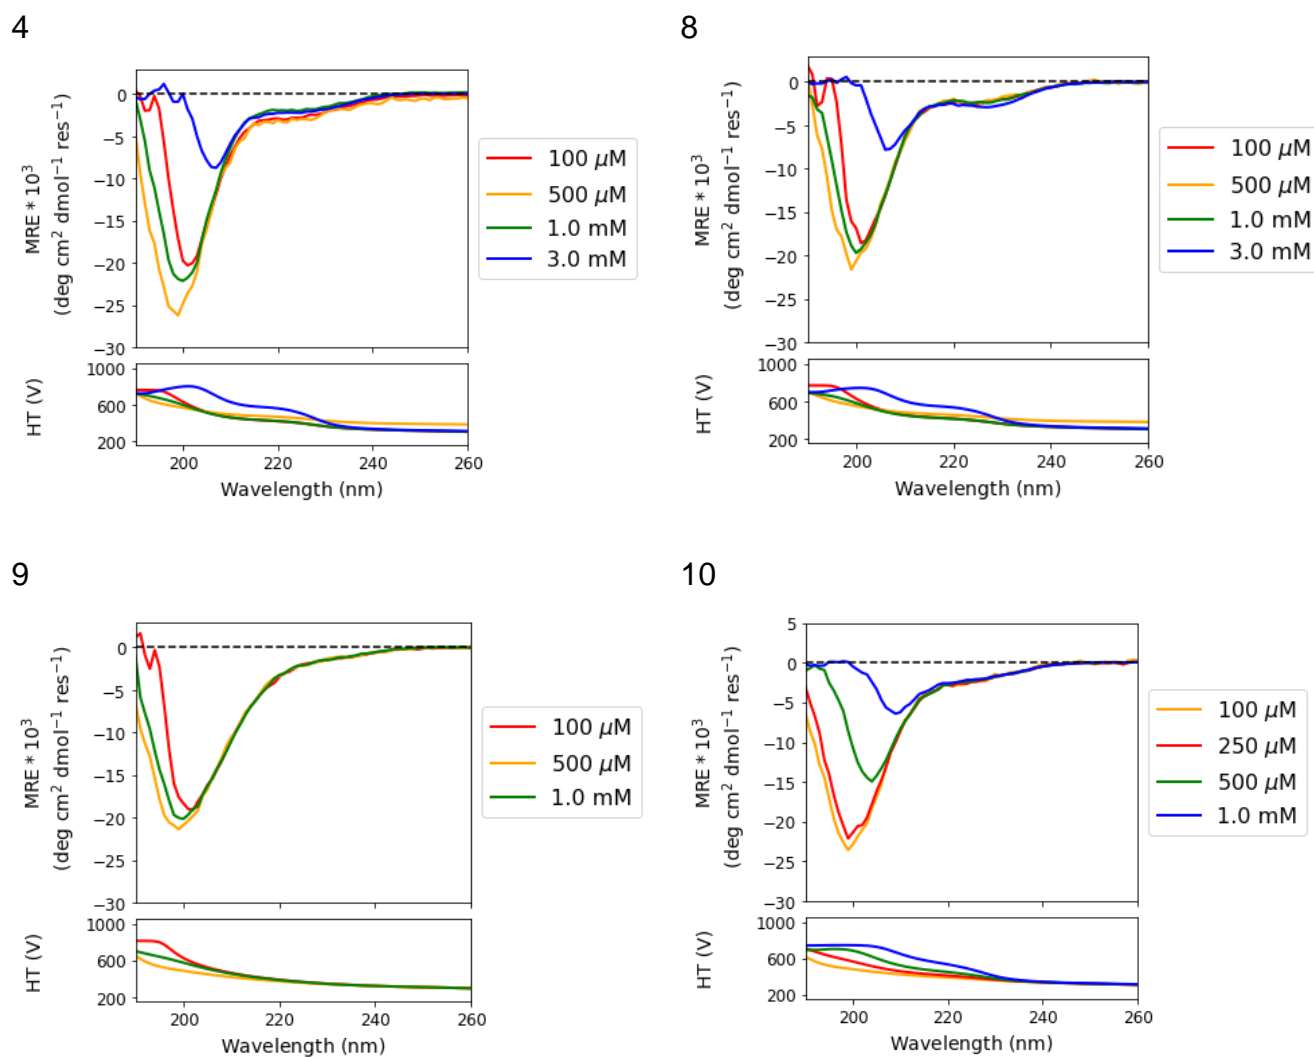 4
0
−5
−10
−15
−20
−25
−30
MRE * 10³
(deg cm² dmol⁻¹ res⁻¹)
100 μM
500 μM
1.0 mM
3.0 mM
1000
600
200
HT (V)
200 220 240 260
Wavelength (nm)
8
0
−5
−10
−15
−20
−25
−30
MRE * 10³
(deg cm² dmol⁻¹ res⁻¹)
100 μM
500 μM
1.0 mM
3.0 mM
1000
600
200
HT (V)
200 220 240 260
Wavelength (nm)
9
0
−5
−10
−15
−20
−25
−30
MRE * 10³
(deg cm² dmol⁻¹ res⁻¹)
100 μM
500 μM
1.0 mM
1000
600
200
HT (V)
200 220 240 260
Wavelength (nm)
10
5
0
−5
−10
−15
−20
−25
−30
MRE * 10³
(deg cm² dmol⁻¹ res⁻¹)
100 μM
250 μM
500 μM
1.0 mM
1000
600
200
HT (V)
200 220 240 260
Wavelength (nm)